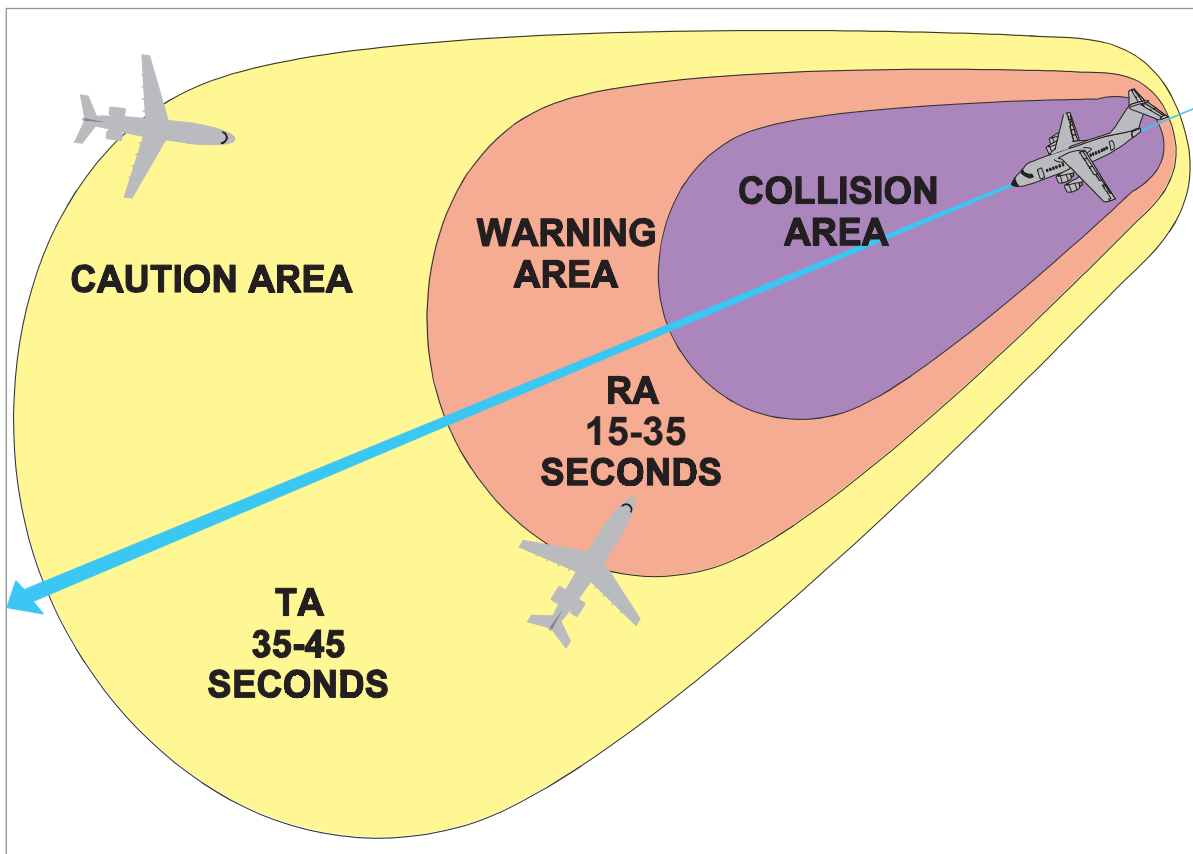 COLLISION
AREA
WARNING
AREA
CAUTION AREA
RA
15-35
SECONDS
TA
35-45
SECONDS